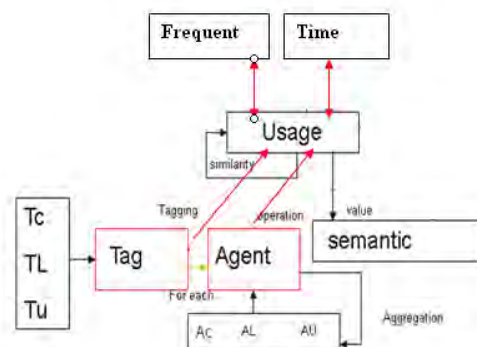 Frequent Time
Usage
similarity
Tagging operation value
Tc
TL
Tu
Tag Agent semantic
For each
Aggregation
Ac AL AU